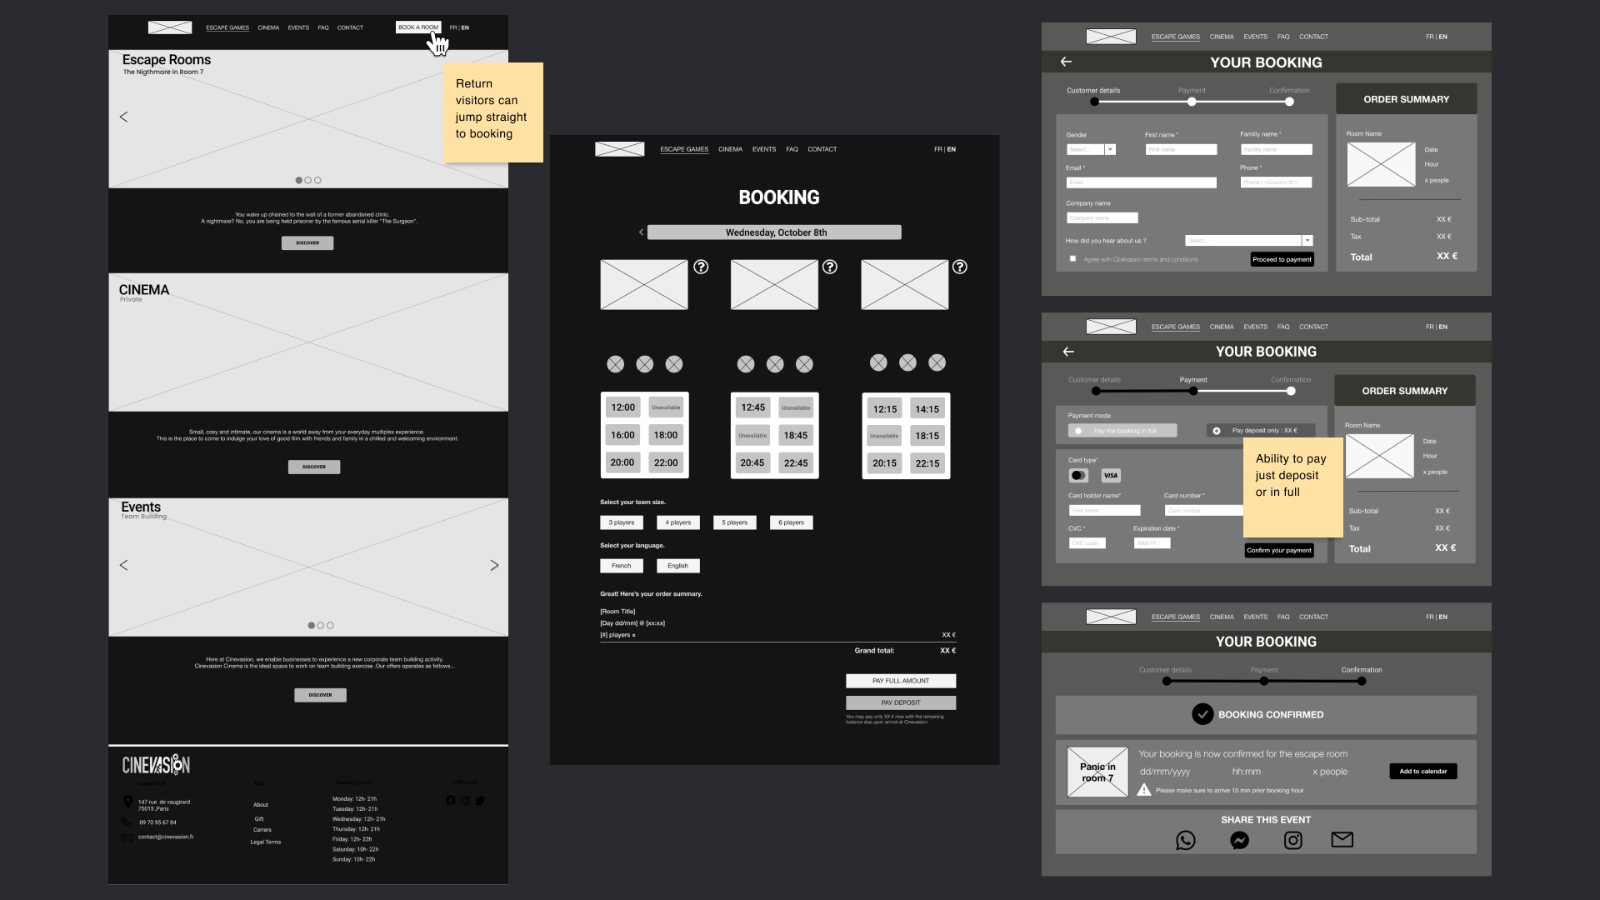 ESCAPE GAMES CINEMA EVENTS FAQ CONTACT BOOK A ROOM FR | EN
Escape Rooms
The Nigthmare in Room 7
Return
visitors can
jump straight
to booking
You wake up chained to the wall of a former abandoned clinic.
A nightmare? No, you are being held prisoner by the famous serial killer "The Surgeon".
DISCOVER
CINEMA
Private
Small, cosy and intimate, our cinema is a world away from your everyday multiplex experience.
This is the place to come to indulge your love of good film with friends and family in a chilled and welcoming environment.
DISCOVER
Events
Team Building
Here at Cinevasion, we enable businesses to experience a new corporate team building activity.
Cinevasion Cinema is the ideal space to work on team building exercise. Our offers operates as follows...
DISCOVER
CINEVASION
147 rue de vaugirard
75015 ,Paris
09 70 95 67 84
contact@cinevasion.fr
FAQ
About
Gift
Carrers
Legal Terms
Opening Hours
Monday: 12h- 21h
Tuesday: 12h- 21h
Wednesday: 12h- 21h
Thursday: 12h- 21h
Friday: 12h- 22h
Saturday: 10h- 22h
Sunday: 10h- 22h
Follow Us
ESCAPE GAMES CINEMA EVENTS FAQ CONTACT FR | EN
BOOKING
Wednesday, October 8th
12:00 Unavailable
16:00 18:00
20:00 22:00
12:45 Unavailable
Unavailable 18:45
20:45 22:45
12:15 14:15
Unavailable 18:15
20:15 22:15
Select your team size.
3 players 4 players 5 players 6 players
Select your language.
French English
Great! Here's your order summary.
[Room Title]
[Day dd/mm] @ [xx:xx]
[#] players × XX €
Grand total: XX €
PAY FULL AMOUNT
PAY DEPOSIT
You may pay only XX € now with the remaining
balance due upon arrival at Cinevasion.
ESCAPE GAMES CINEMA EVENTS FAQ CONTACT FR | EN
YOUR BOOKING
Customer details Payment Confirmation
Gender First name * Family name *
Select ... First name Family name
Email * Phone *
Email Phone ( +Country ID )
Company name
Company name
How did you hear about us ? Select...
Agree with Cinévasion terms and conditions
Proceed to payment
ORDER SUMMARY
Room Name
Date
Hour
x people
Sub-total XX €
Tax XX €
Total XX €
ESCAPE GAMES CINEMA EVENTS FAQ CONTACT FR | EN
YOUR BOOKING
Customer details Payment Confirmation
Payment mode
Pay the booking in full Pay deposit only : XX €
Card type*
VISA
Card holder name* Card number *
First name Card number
CVC * Expiration date *
CVC code MM/YY
Confirm your payment
Ability to pay
just deposit
or in full
ORDER SUMMARY
Room Name
Date
Hour
x people
Sub-total XX €
Tax XX €
Total XX €
ESCAPE GAMES CINEMA EVENTS FAQ CONTACT FR | EN
YOUR BOOKING
Customer details Payment Confirmation
BOOKING CONFIRMED
Panic in
room 7
Your booking is now confirmed for the escape room
dd/mm/yyyy hh:mm x people
Please make sure to arrive 15 min prior booking hour
Add to calendar
SHARE THIS EVENT